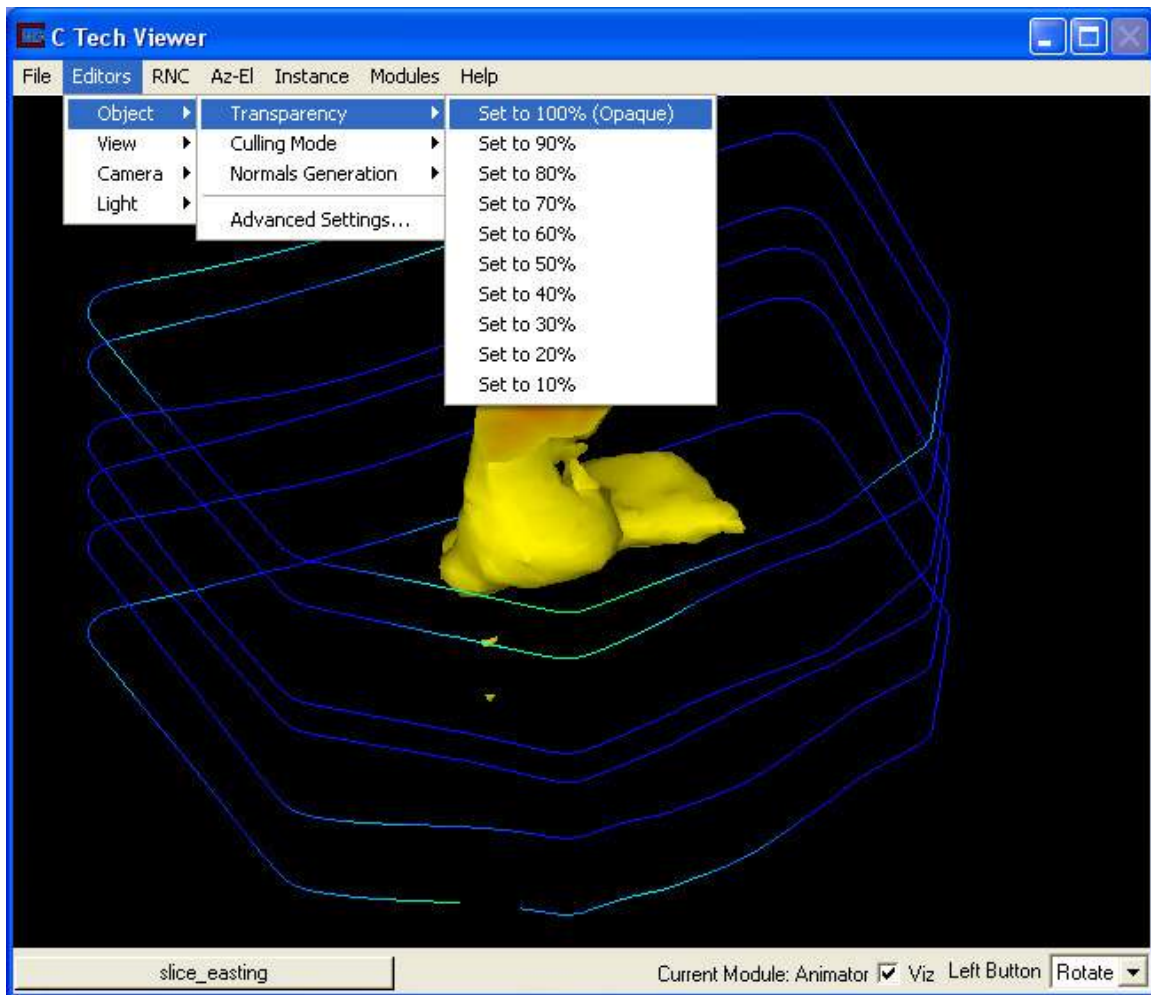 C Tech Viewer
File Editors RNC Az-El Instance Modules Help
Object Transparency Set to 100% (Opaque)
View Culling Mode Set to 90%
Camera Normals Generation Set to 80%
Light Set to 70%
Advanced Settings...
Set to 60%
Set to 50%
Set to 40%
Set to 30%
Set to 20%
Set to 10%
slice_easting Current Module: Animator Viz Left Button Rotate